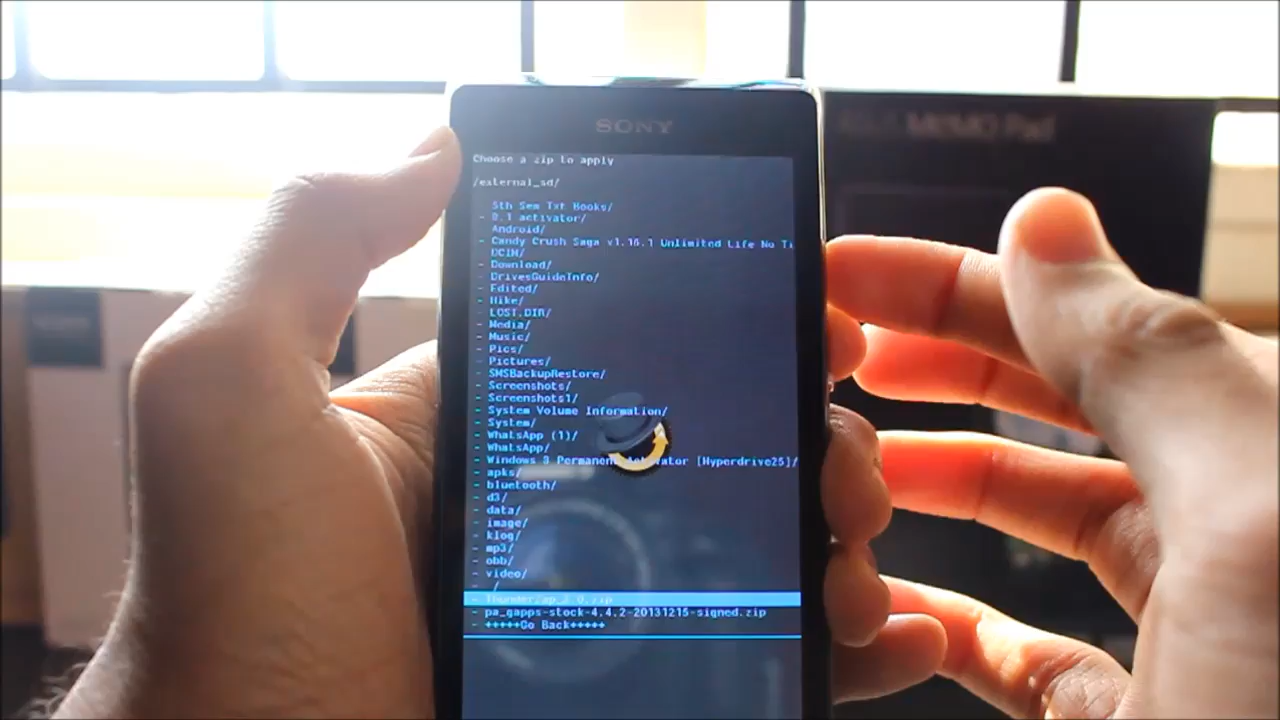 SONY
MeMO Pad
Choose a zip to apply
/external_sd/
5th Sem Txt Books/
- 8.1 activator/
Android/
- Candy Crush Saga v1.16.1 Unlimited Life No Ti
DCIM/
- Download/
- DrivesGuideInfo/
- Edited/
- Hike/
- LOST.DIR/
- Media/
- Music/
- Pics/
- Pictures/
- SMSBackupRestore/
- Screenshots/
- Screenshots1/
- System Volume Information/
- System/
- WhatsApp (1)/
- WhatsApp/
- Windows 8 Permanent Activator [Hyperdrive25]/
- apks/
- bluetooth/
- d3/
- data/
- image/
- klog/
- mp3/
- obb/
- video/
- /
- pa_gapps-stock-4.4.2-20131215-signed.zip
- +++++Go Back+++++